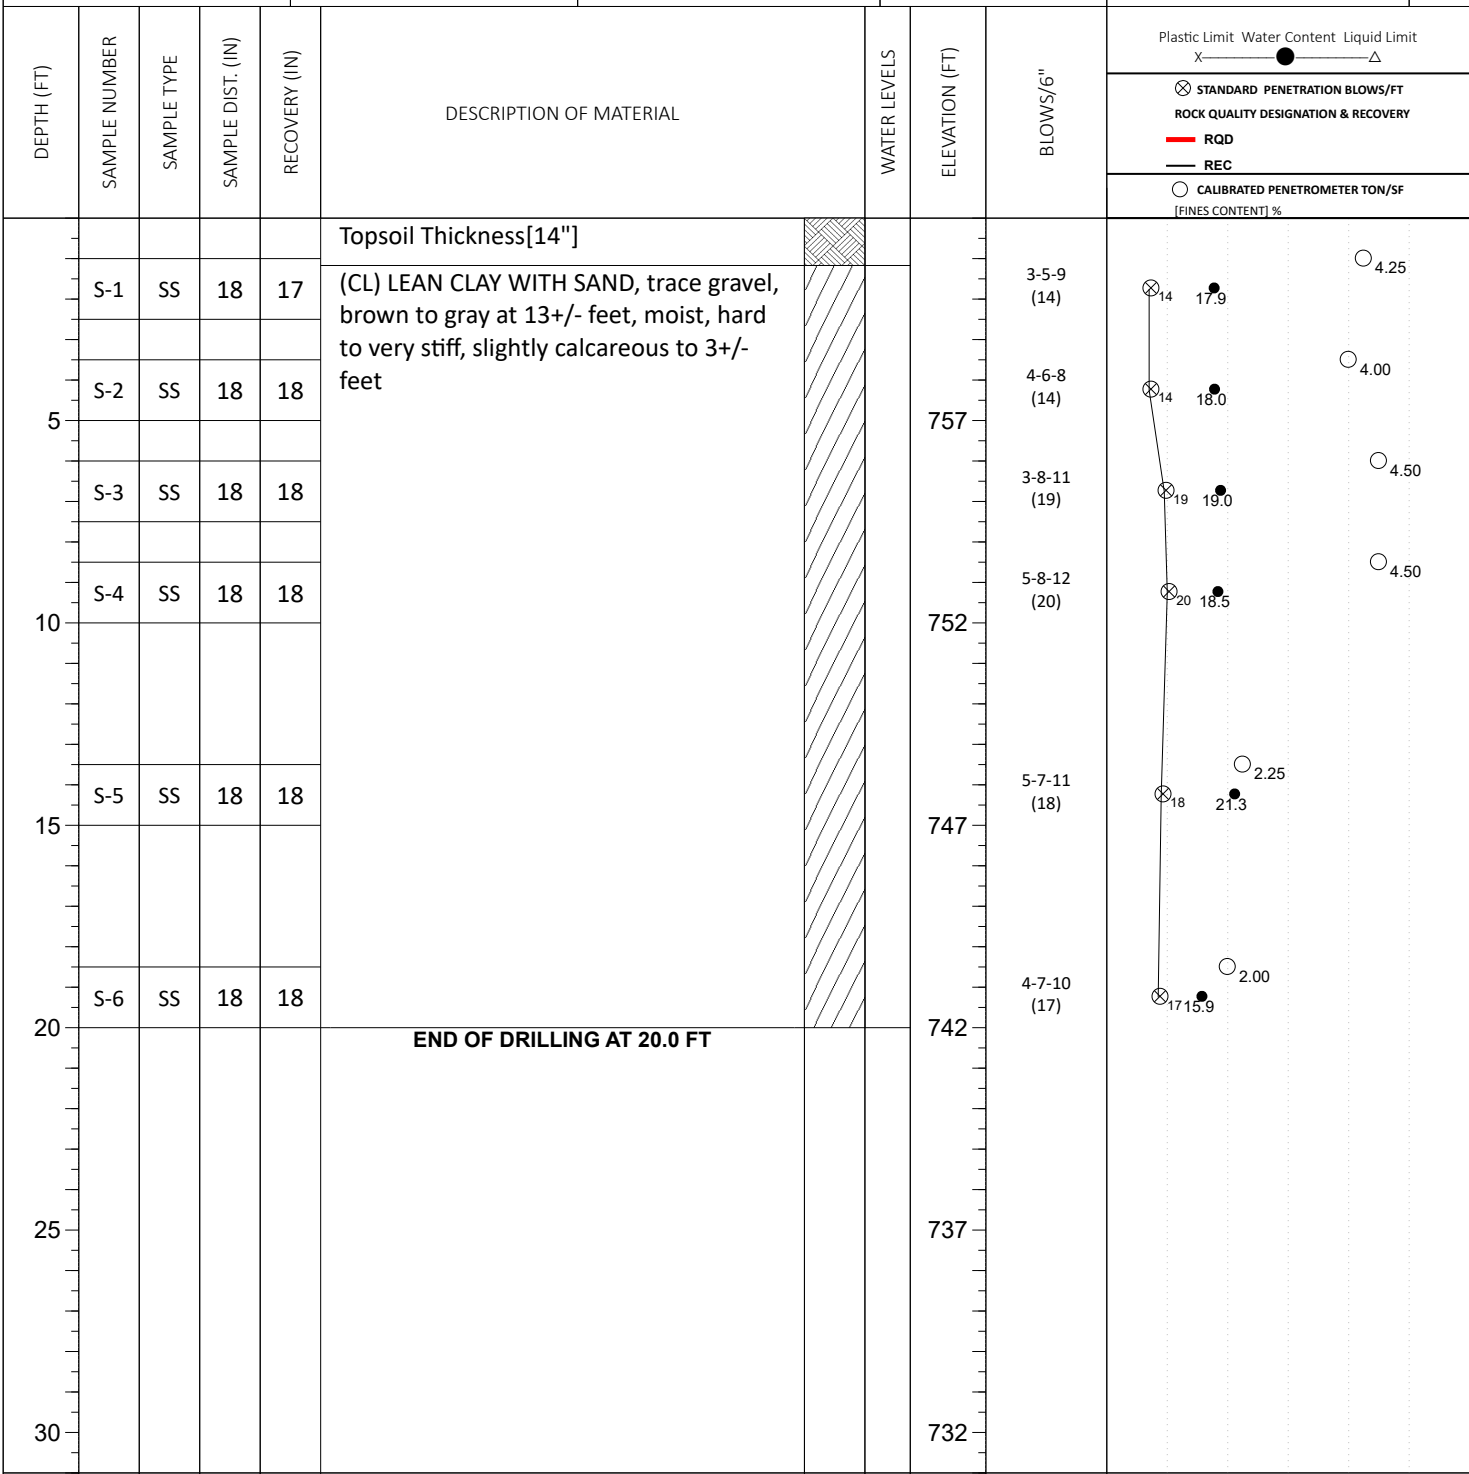 DEPTH (FT)
SAMPLE NUMBER
SAMPLE TYPE
SAMPLE DIST. (IN)
RECOVERY (IN)
DESCRIPTION OF MATERIAL
WATER LEVELS
ELEVATION (FT)
BLOWS/6"
Plastic Limit Water Content Liquid Limit
X
STANDARD PENETRATION BLOWS/FT
ROCK QUALITY DESIGNATION & RECOVERY
RQD
REC
CALIBRATED PENETROMETER TON/SF
[FINES CONTENT] %
Topsoil Thickness[14"]
(CL) LEAN CLAY WITH SAND, trace gravel,
brown to gray at 13+/- feet, moist, hard
to very stiff, slightly calcareous to 3+/-
feet
S-1 SS 18 17
3-5-9
(14)
14 17.9 4.25
S-2 SS 18 18
4-6-8
(14)
14 18.0 4.00
5 757
S-3 SS 18 18
3-8-11
(19)
19 19.0 4.50
S-4 SS 18 18
5-8-12
(20)
20 18.5 4.50
10 752
S-5 SS 18 18
5-7-11
(18)
18 21.3 2.25
15 747
S-6 SS 18 18
4-7-10
(17)
17 15.9 2.00
20 742
END OF DRILLING AT 20.0 FT
25 737
30 732